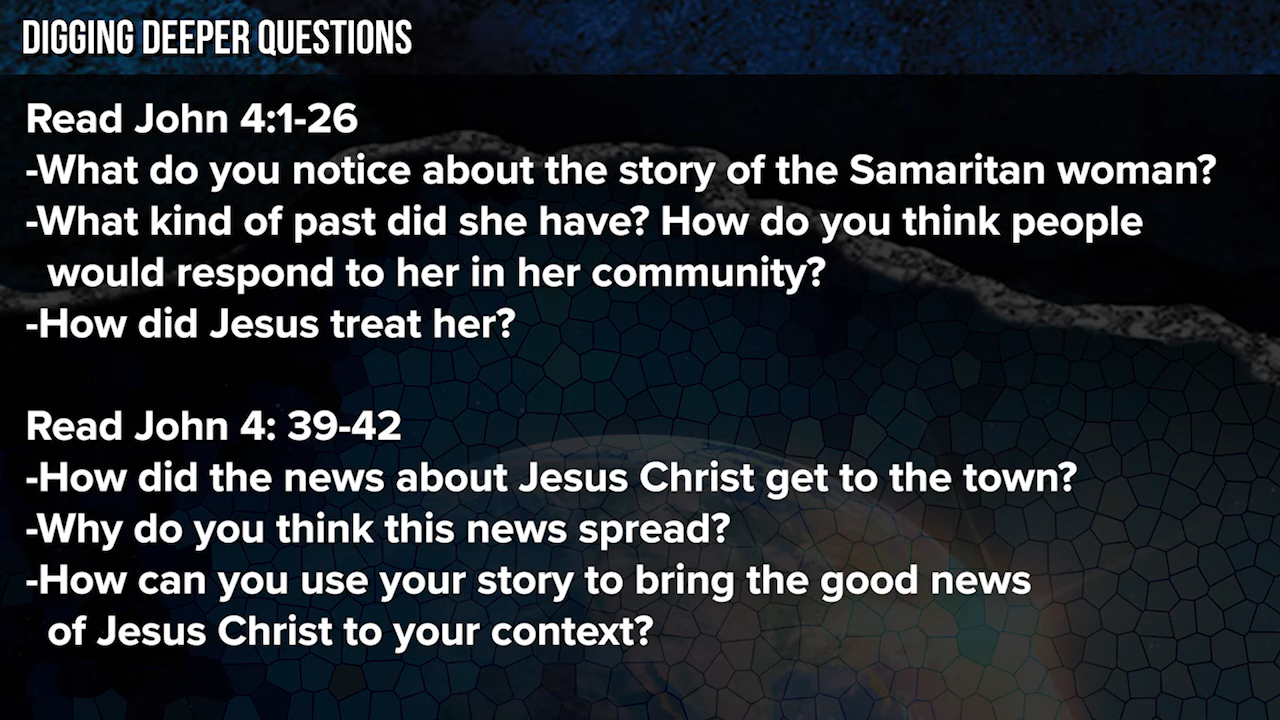 DIGGING DEEPER QUESTIONS
Read John 4:1-26
-What do you notice about the story of the Samaritan woman?
-What kind of past did she have? How do you think people
would respond to her in her community?
-How did Jesus treat her?
Read John 4: 39-42
-How did the news about Jesus Christ get to the town?
-Why do you think this news spread?
-How can you use your story to bring the good news
of Jesus Christ to your context?